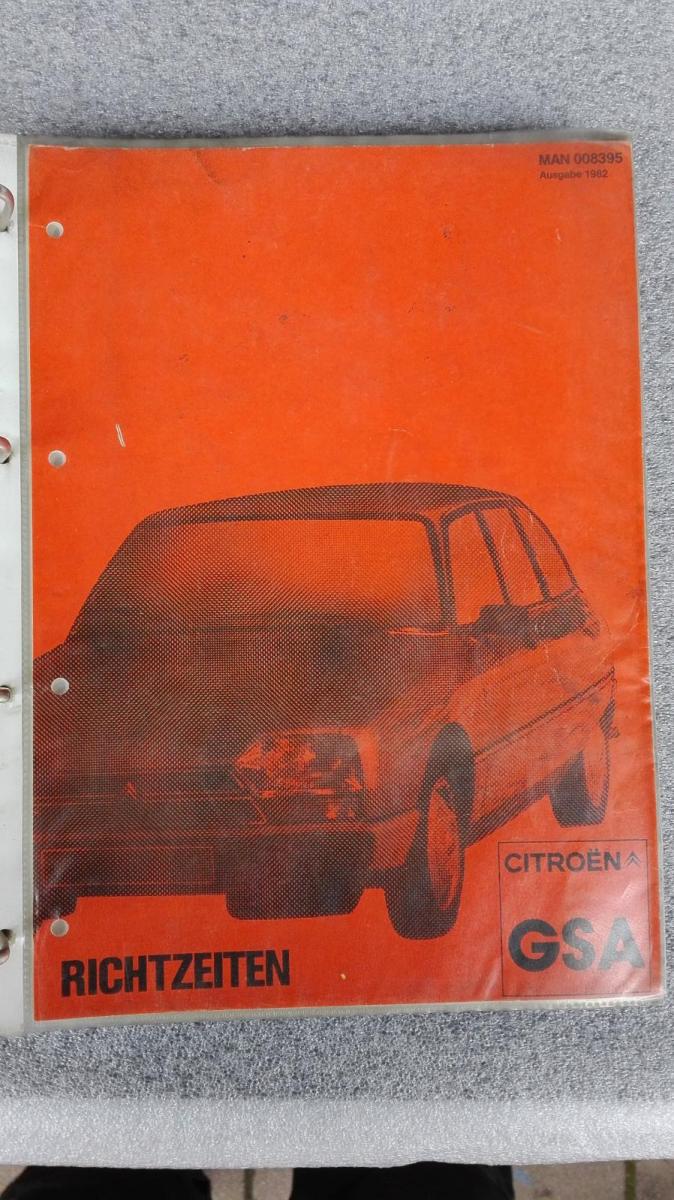 MAN 008395
Ausgabe 1982
CITROËN
GSA
RICHTZEITEN